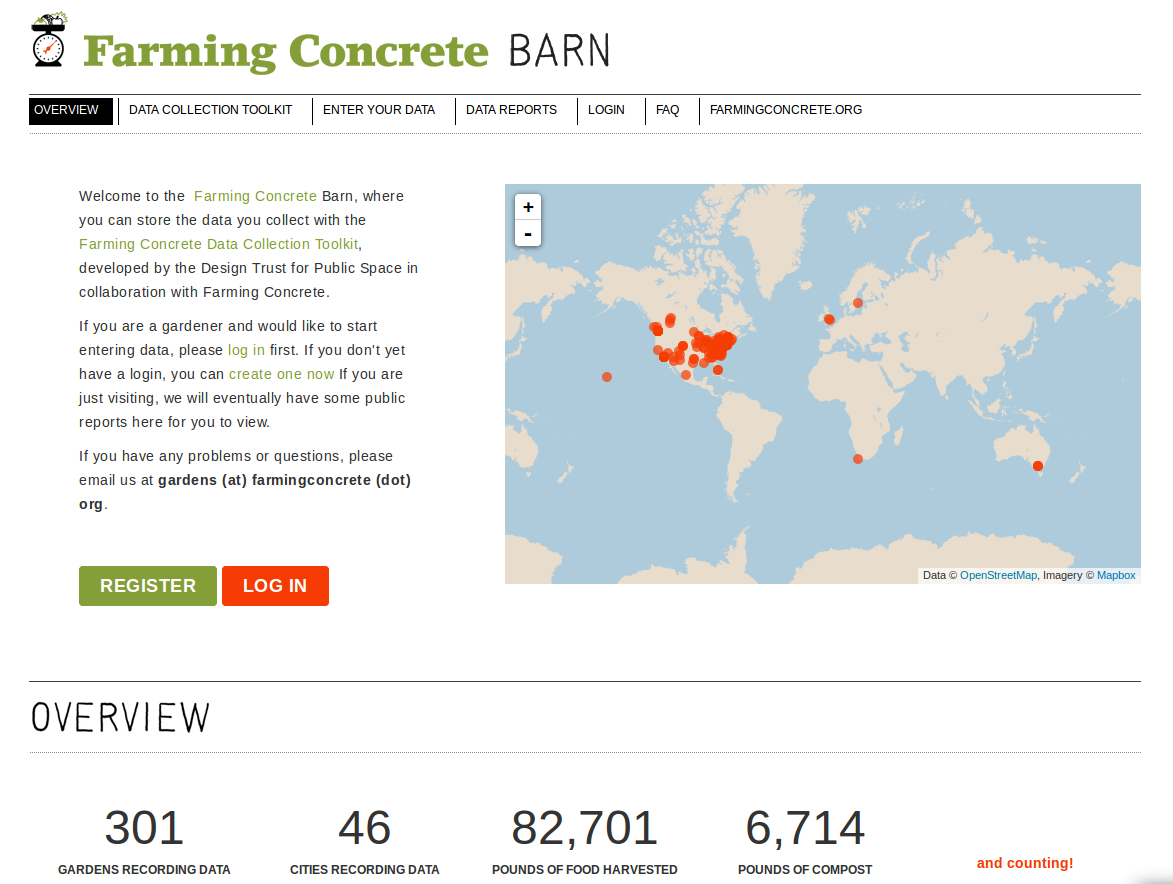 Farming Concrete BARN
OVERVIEW
DATA COLLECTION TOOLKIT
ENTER YOUR DATA
DATA REPORTS
LOGIN
FAQ
FARMINGCONCRETE.ORG
Welcome to the Farming Concrete Barn, where
you can store the data you collect with the
Farming Concrete Data Collection Toolkit,
developed by the Design Trust for Public Space in
collaboration with Farming Concrete.
If you are a gardener and would like to start
entering data, please log in first. If you don't yet
have a login, you can create one now If you are
just visiting, we will eventually have some public
reports here for you to view.
If you have any problems or questions, please
email us at gardens (at) farmingconcrete (dot)
org.
REGISTER
LOG IN
+
-
Data © OpenStreetMap, Imagery © Mapbox
OVERVIEW
301
GARDENS RECORDING DATA
46
CITIES RECORDING DATA
82,701
POUNDS OF FOOD HARVESTED
6,714
POUNDS OF COMPOST
and counting!